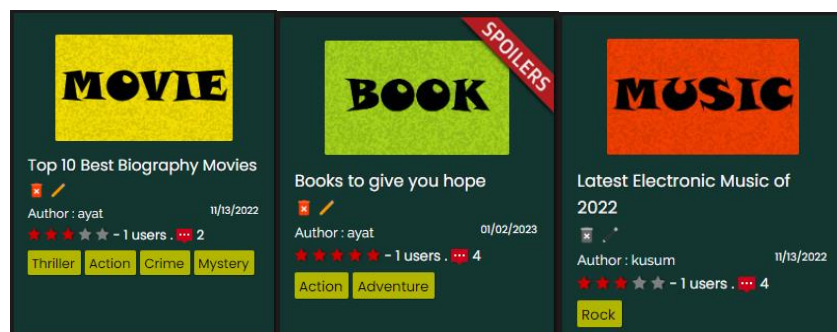 MOVIE
Top 10 Best Biography Movies
Author : ayat 11/13/2022
- 1 users . 2
Thriller Action Crime Mystery
SPOILERS
BOOK
Books to give you hope
Author : ayat 01/02/2023
- 1 users . 4
Action Adventure
MUSIC
Latest Electronic Music of
2022
Author : kusum 11/13/2022
- 1 users . 4
Rock